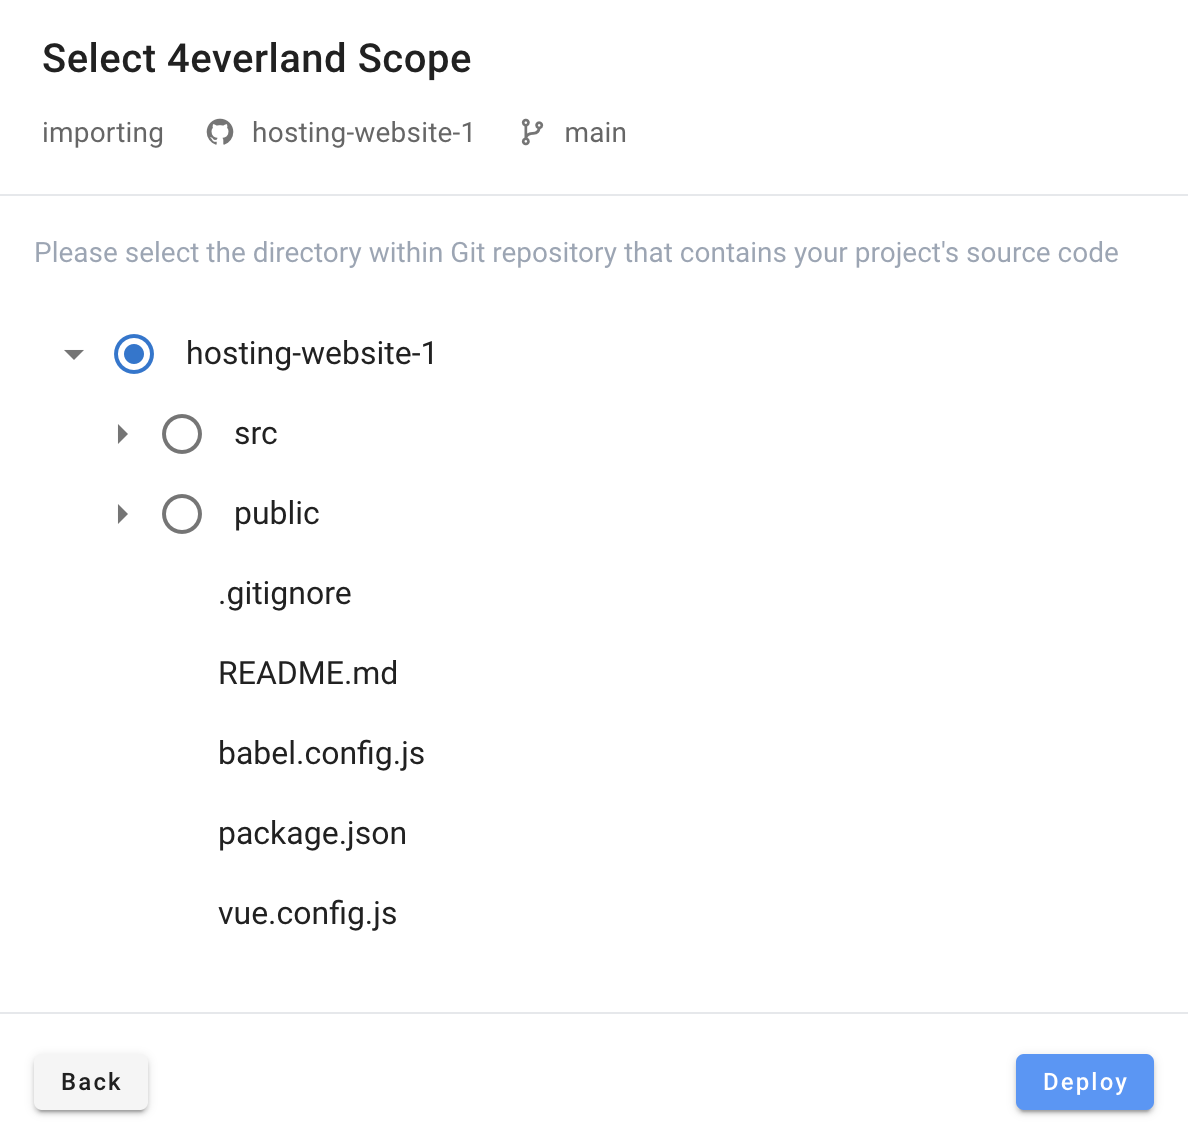 Select 4everland Scope
importing hosting-website-1 main
Please select the directory within Git repository that contains your project's source code
hosting-website-1
src
public
.gitignore
README.md
babel.config.js
package.json
vue.config.js
Back Deploy